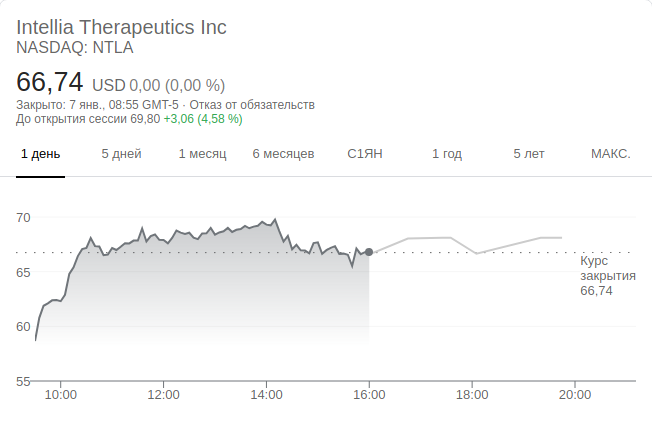 Intellia Therapeutics Inc
NASDAQ: NTLA
66,74 USD 0,00 (0,00 %)
Закрыто: 7 янв., 08:55 GMT-5 · Отказ от обязательств
До открытия сессии 69,80 +3,06 (4,58 %)
1 день 5 дней 1 месяц 6 месяцев С1ЯН 1 год 5 лет МАКС.
70
65
60
55
Курс
закрытия
66,74
10:00 12:00 14:00 16:00 18:00 20:00